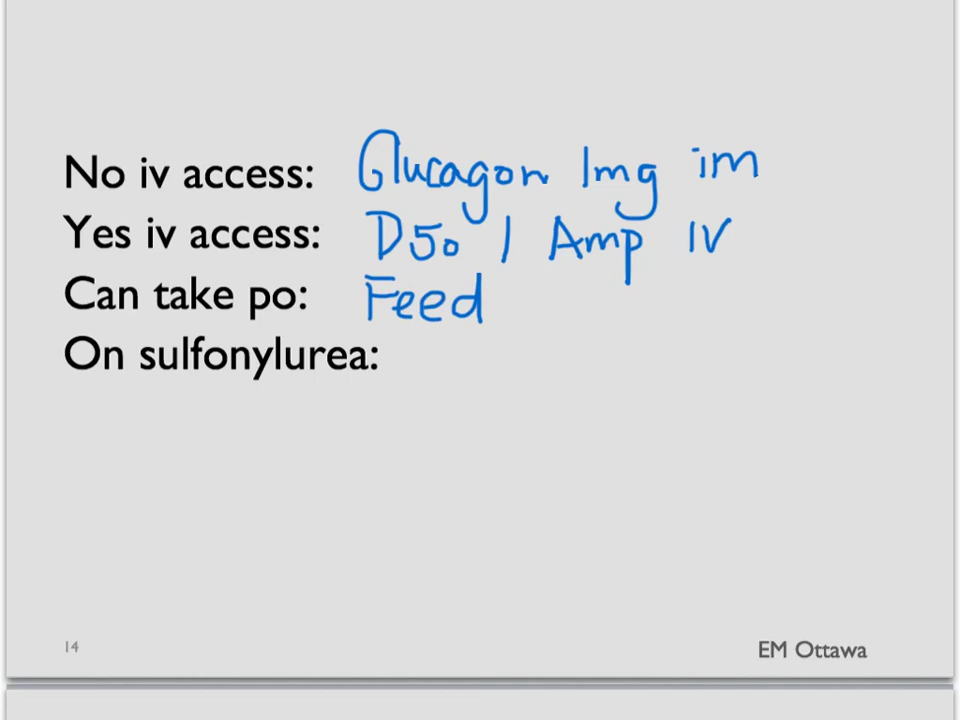 No iv access: Glucagon 1mg im
Yes iv access: D50 1 Amp IV
Can take po: Feed
On sulfonylurea:
14
EM Ottawa